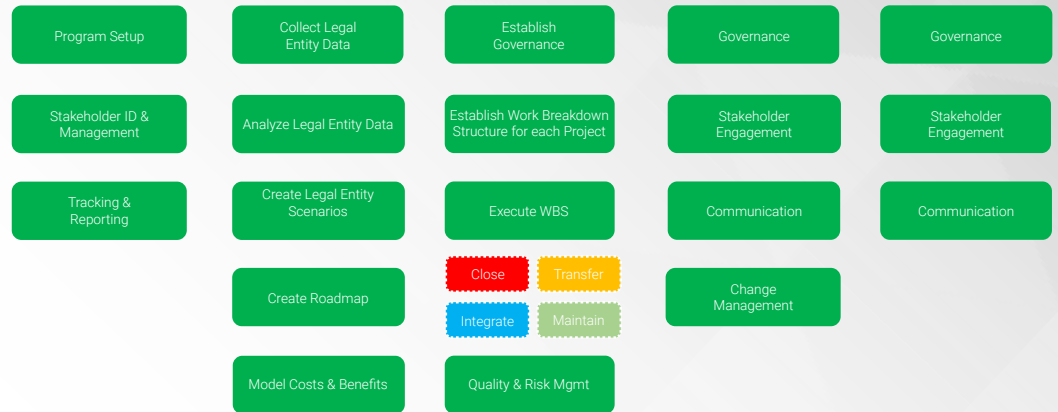 Program Setup
Collect Legal
Entity Data
Establish
Governance
Governance
Governance
Stakeholder ID &
Management
Analyze Legal Entity Data
Establish Work Breakdown
Structure for each Project
Stakeholder
Engagement
Stakeholder
Engagement
Tracking &
Reporting
Create Legal Entity
Scenarios
Execute WBS
Communication
Communication
Close
Transfer
Create Roadmap
Change
Management
Integrate
Maintain
Model Costs & Benefits
Quality & Risk Mgmt